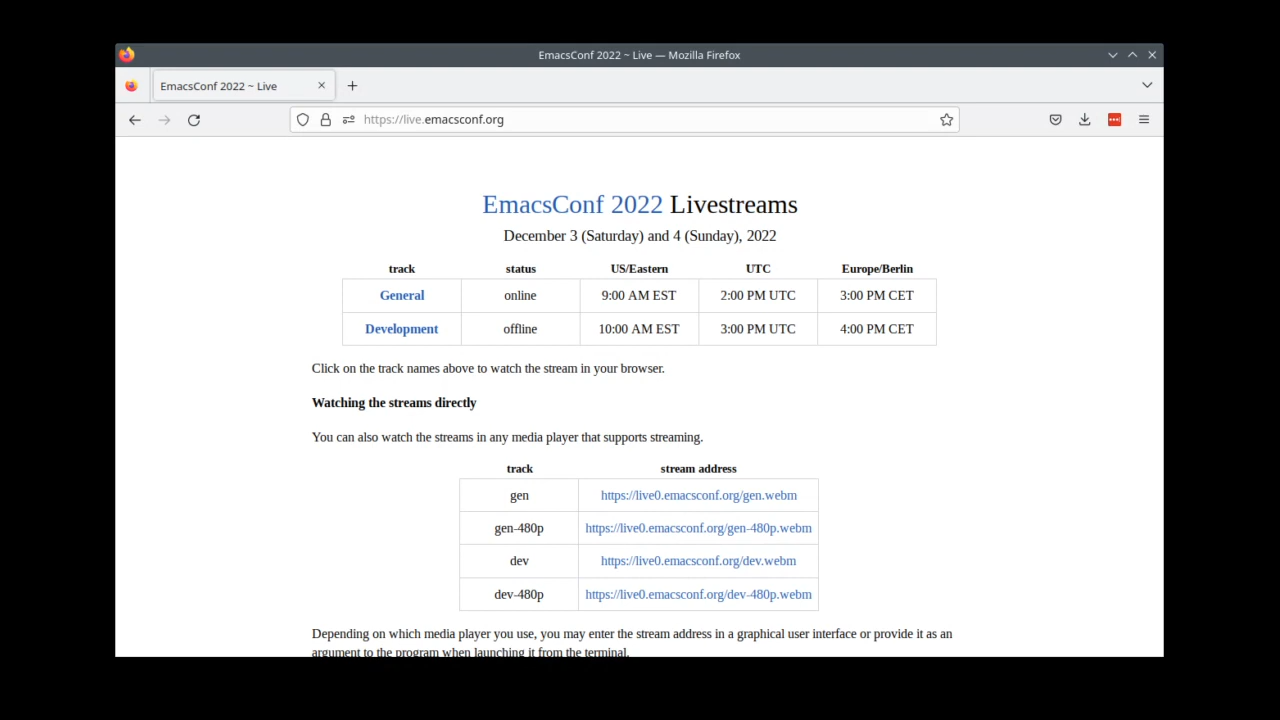 EmacsConf 2022 ~ Live — Mozilla Firefox
EmacsConf 2022 ~ Live
https://live.emacsconf.org
EmacsConf 2022 Livestreams
December 3 (Saturday) and 4 (Sunday), 2022
track status US/Eastern UTC Europe/Berlin
General online 9:00 AM EST 2:00 PM UTC 3:00 PM CET
Development offline 10:00 AM EST 3:00 PM UTC 4:00 PM CET
Click on the track names above to watch the stream in your browser.
Watching the streams directly
You can also watch the streams in any media player that supports streaming.
track stream address
gen https://live0.emacsconf.org/gen.webm
gen-480p https://live0.emacsconf.org/gen-480p.webm
dev https://live0.emacsconf.org/dev.webm
dev-480p https://live0.emacsconf.org/dev-480p.webm
Depending on which media player you use, you may enter the stream address in a graphical user interface or provide it as an
argument to the program when launching it from the terminal.